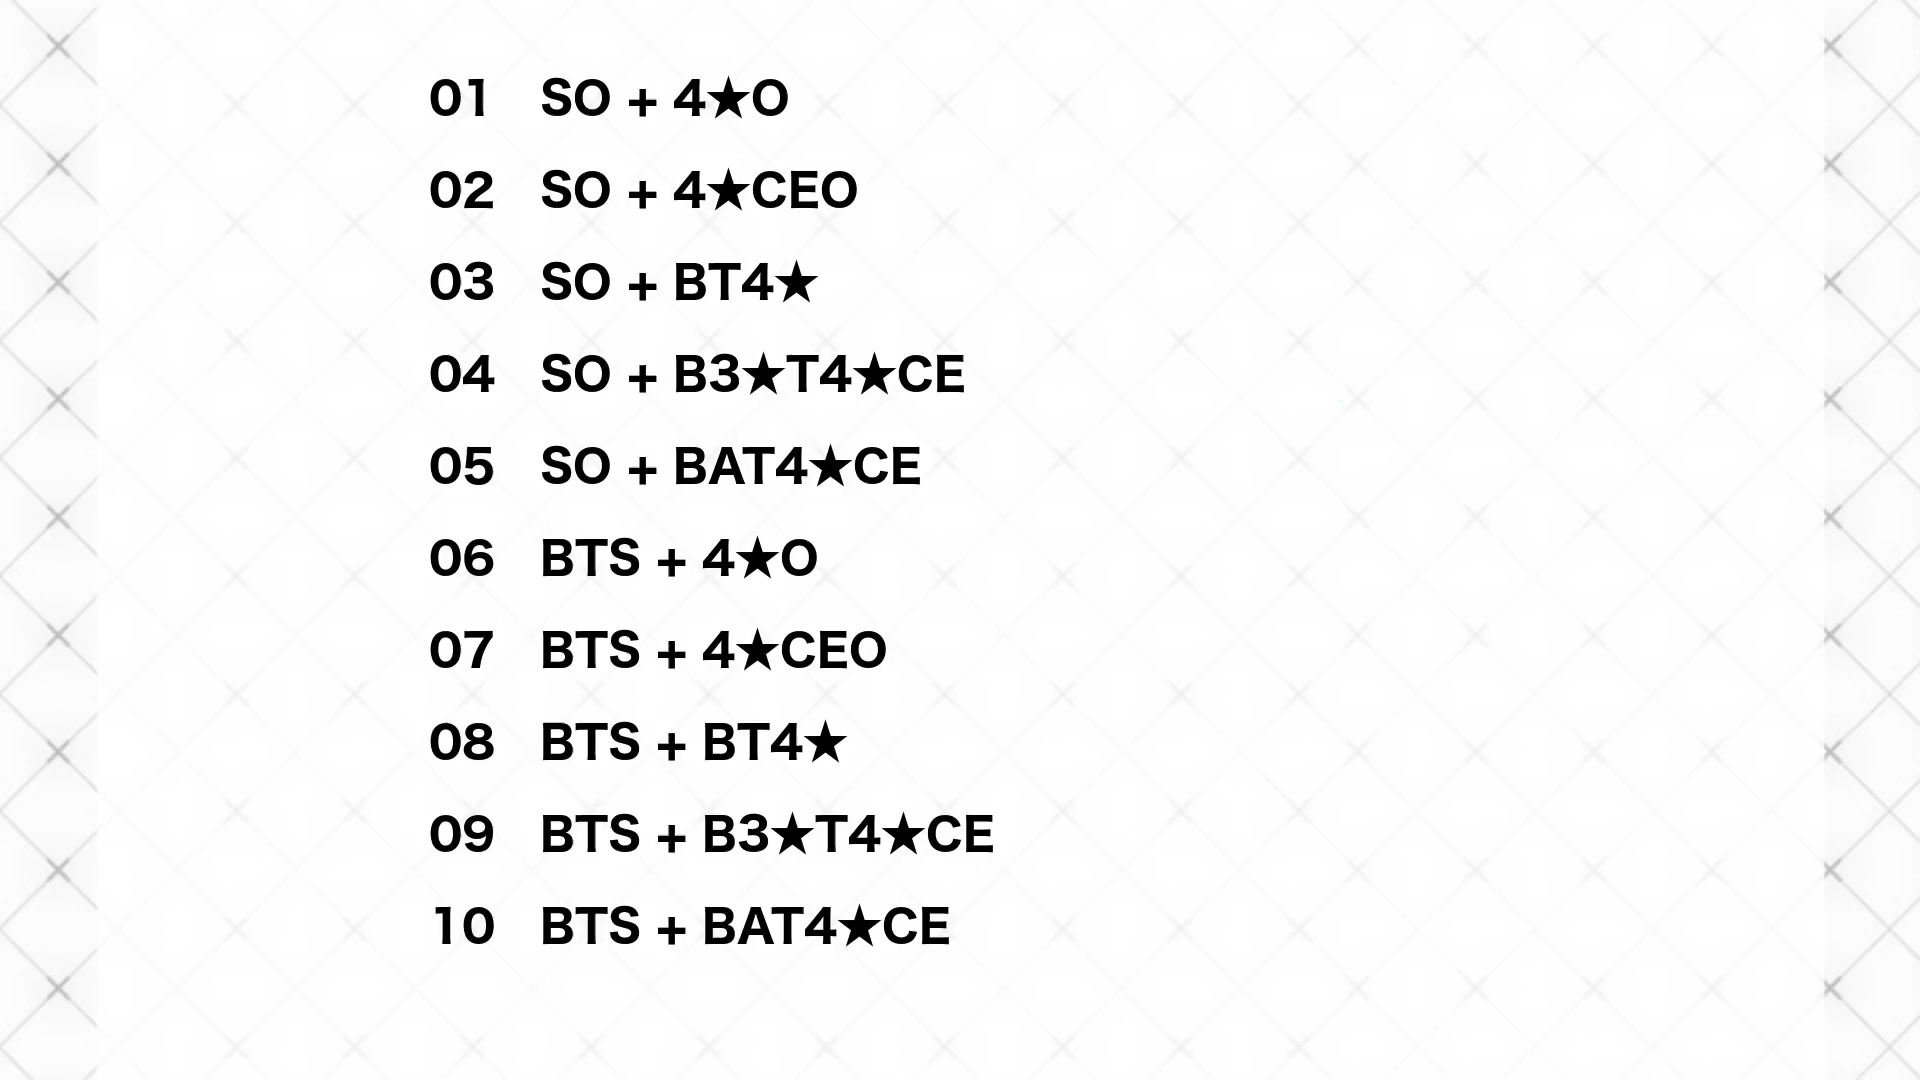 01 SO + 4★O
02 SO + 4★CEO
03 SO + BT4★
04 SO + B3★T4★CE
05 SO + BAT4★CE
06 BTS + 4★O
07 BTS + 4★CEO
08 BTS + BT4★
09 BTS + B3★T4★CE
10 BTS + BAT4★CE